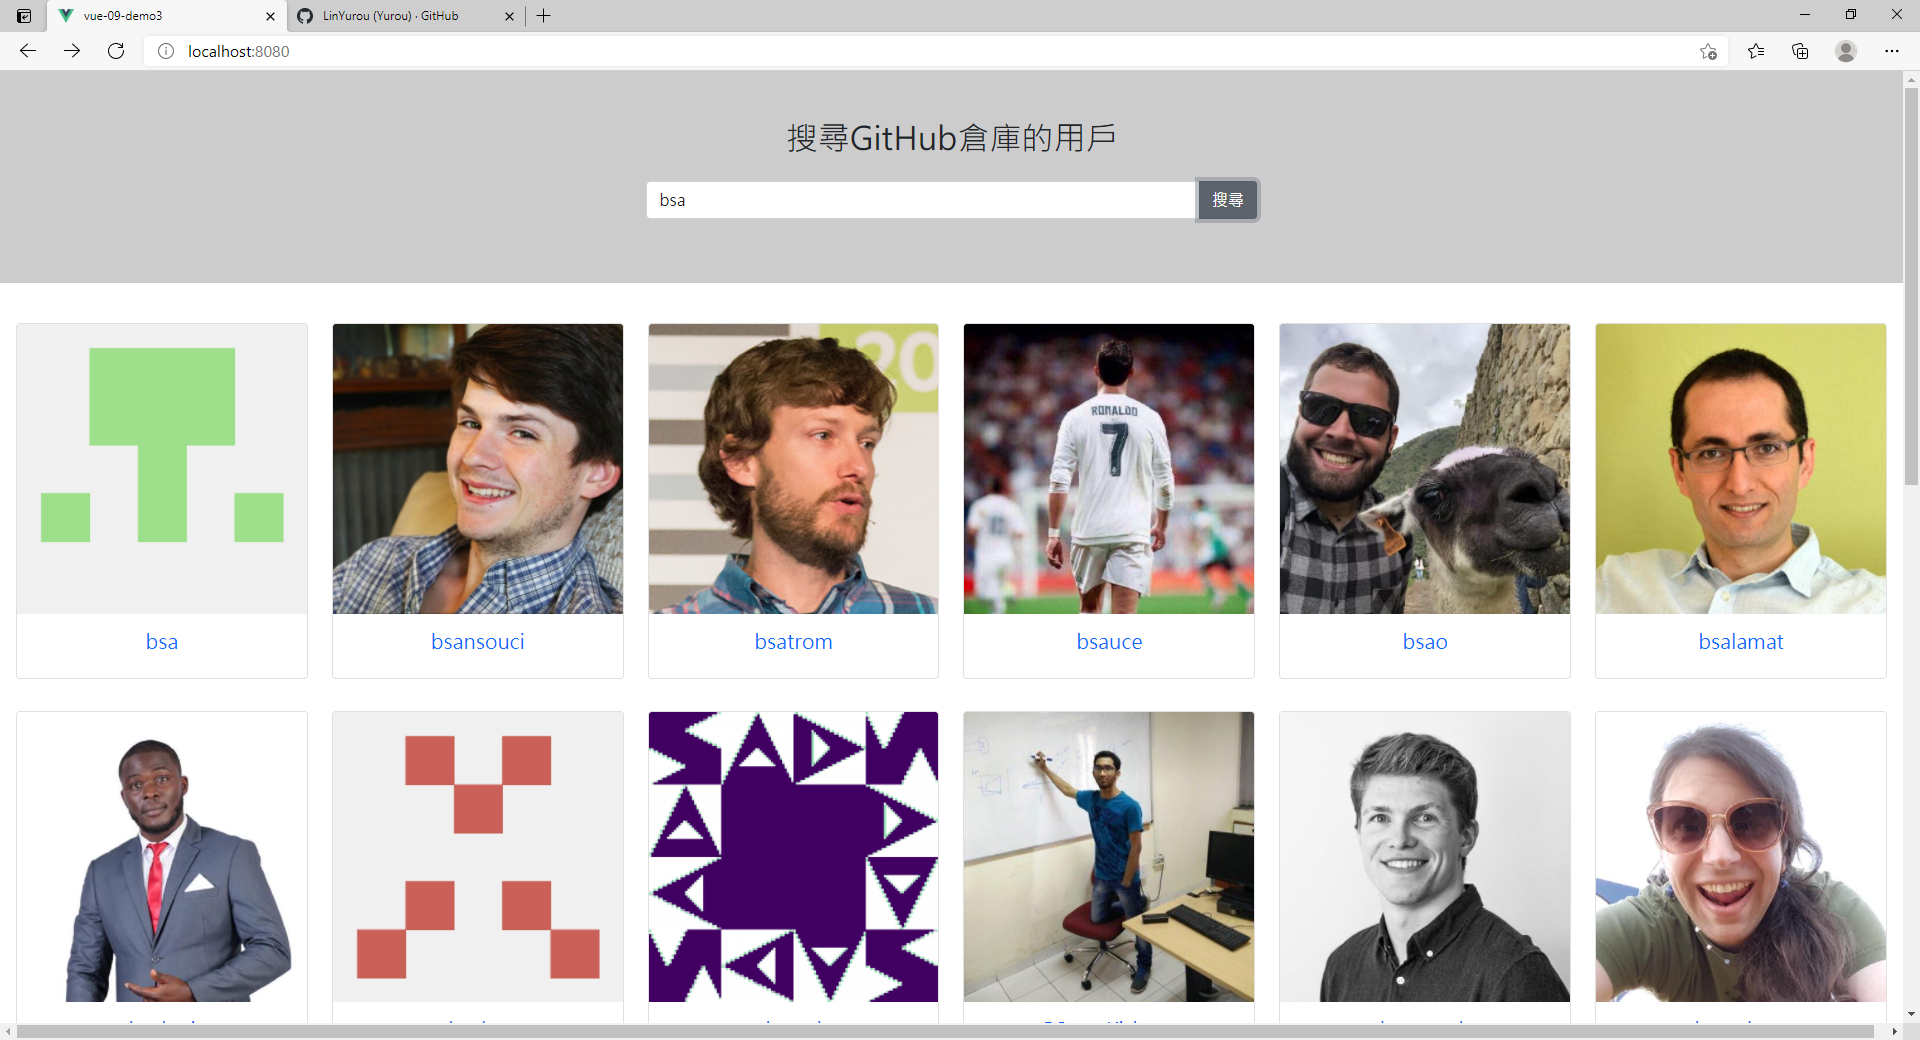 vue-09-demo3
LinYurou (Yurou) · GitHub
localhost:8080
搜尋GitHub倉庫的用戶
bsa
搜尋
20
RONALDO
7
bsa
bsansouci
bsatrom
bsauce
bsao
bsalamat